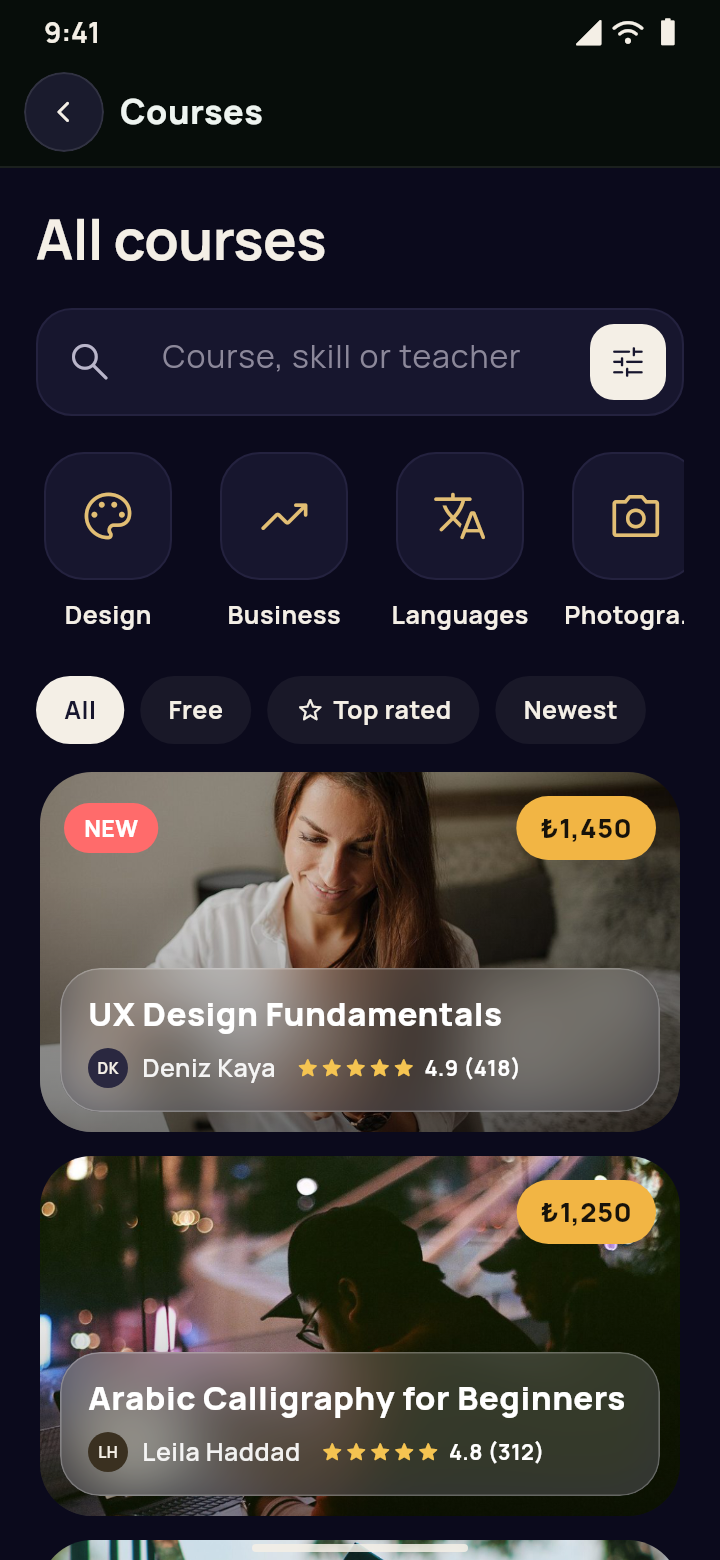 9:41
Courses
All courses
Course, skill or teacher
Design
Business
Languages
Photogra.
All
Free
Top rated
Newest
NEW
₺1,450
UX Design Fundamentals
DK Deniz Kaya 4.9 (418)
₺1,250
Arabic Calligraphy for Beginners
LH Leila Haddad 4.8 (312)